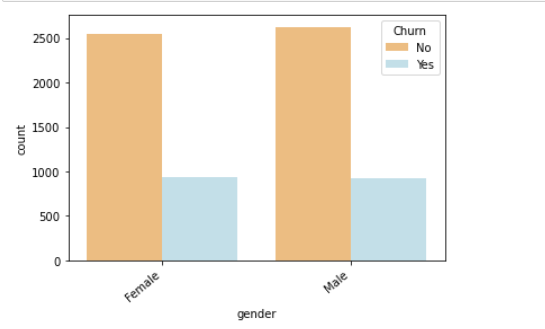 Churn
No
Yes
2500
2000
1500
1000
500
0
count
Female
Male
gender